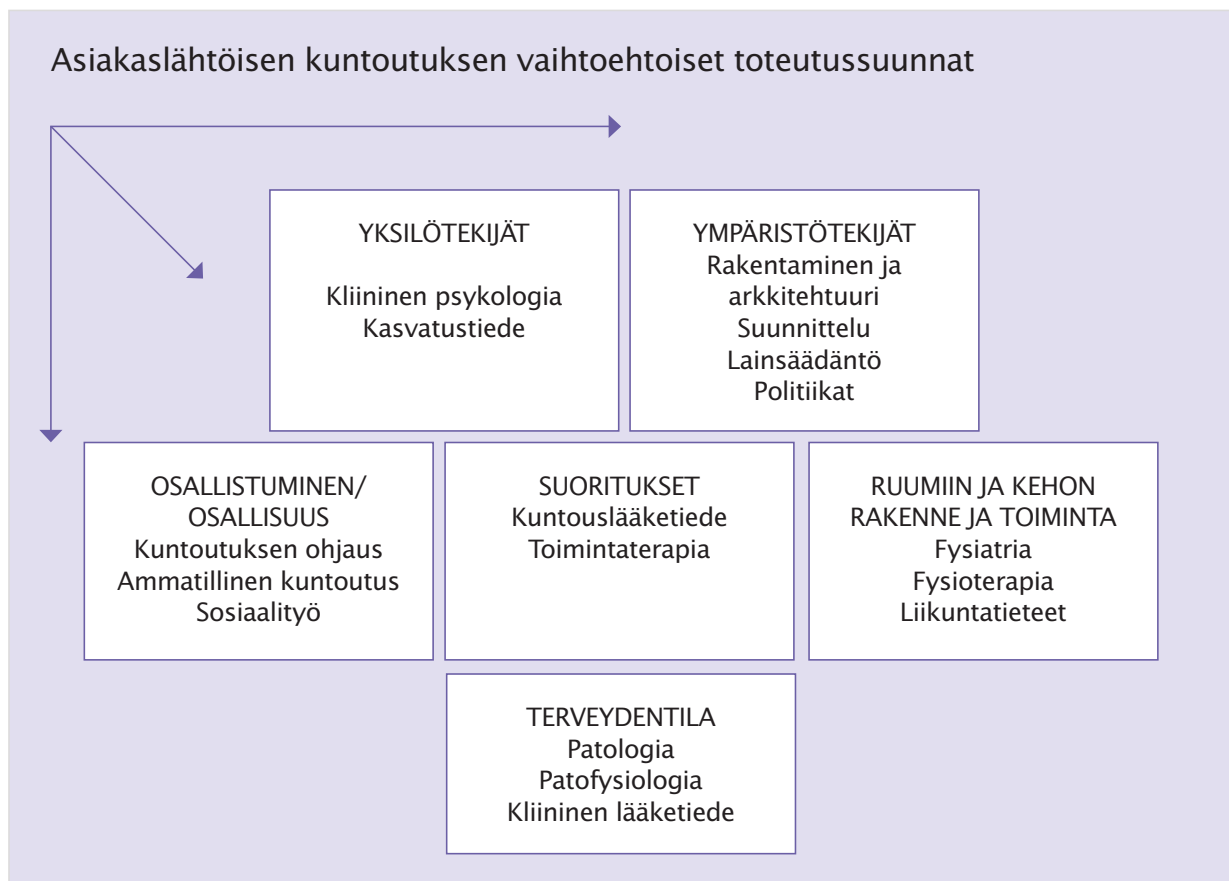 Asiakaslähtöisen kuntoutuksen vaihtoehtoiset toteutussuunnat
YKSILÖTEKIJÄT
Kliininen psykologia
Kasvatustiede
YMPÄRISTÖTEKIJÄT
Rakentaminen ja
arkkitehtuuri
Suunnittelu
Lainsäädäntö
Politiikat
OSALLISTUMINEN/
OSALLISUUS
Kuntoutuksen ohjaus
Ammatillinen kuntoutus
Sosiaalityö
SUORITUKSET
Kuntouslääketiede
Toimintaterapia
RUUMIIN JA KEHON
RAKENNE JA TOIMINTA
Fysiatria
Fysioterapia
Liikuntatieteet
TERVEYDENTILA
Patologia
Patofysiologia
Kliininen lääketiede